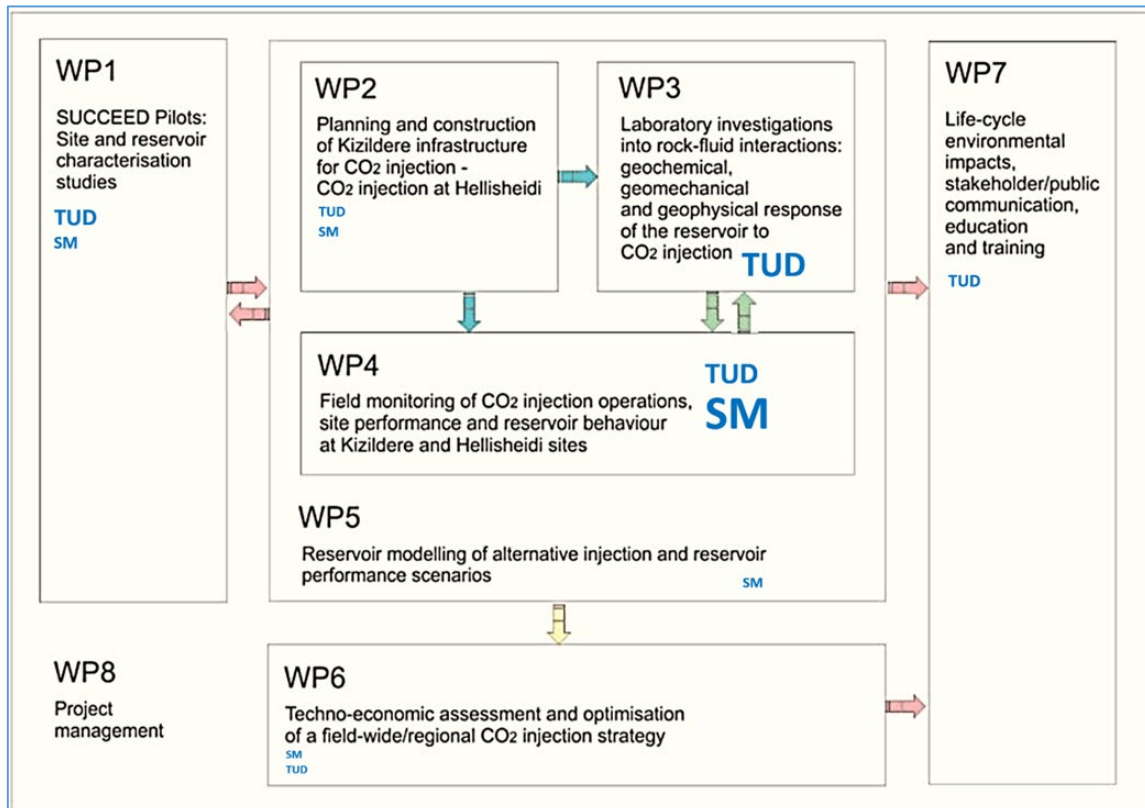 WP1
SUCCEED Pilots:
Site and reservoir
characterisation
studies
TUD
SM
WP2
Planning and construction
of Kizildere infrastructure
for CO2 injection -
CO2 injection at Hellisheidi
TUD
SM
WP3
Laboratory investigations
into rock-fluid interactions:
geochemical,
geomechanical
and geophysical response
of the reservoir to
CO2 injection
TUD
WP4
Field monitoring of CO2 injection operations,
site performance and reservoir behaviour
at Kizildere and Hellisheidi sites
TUD
SM
WP5
Reservoir modelling of alternative injection and reservoir
performance scenarios
SM
WP6
Techno-economic assessment and optimisation
of a field-wide/regional CO2 injection strategy
SM
TUD
WP7
Life-cycle
environmental
impacts,
stakeholder/public
communication,
education
and training
TUD
WP8
Project
management